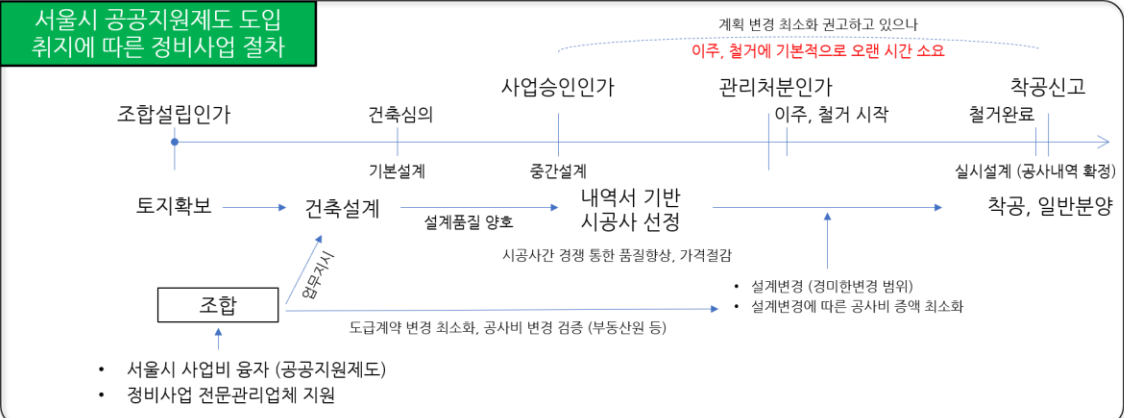 서울시 공공지원제도 도입
취지에 따른 정비사업 절차
계획 변경 최소화 권고하고 있으나
이주, 철거에 기본적으로 오랜 시간 소요
사업승인인가
관리처분인가
착공신고
조합설립인가
건축심의
이주, 철거 시작
철거완료
기본설계
중간설계
실시설계 (공사내역 확정)
토지확보
건축설계
설계품질 양호
내역서 기반
시공사 선정
착공, 일반분양
시공사간 경쟁 통한 품질향상, 가격절감
업무지시
• 설계변경 (경미한변경 범위)
• 설계변경에 따른 공사비 증액 최소화
조합
도급계약 변경 최소화, 공사비 변경 검증 (부동산원 등)
• 서울시 사업비 융자 (공공지원제도)
• 정비사업 전문관리업체 지원